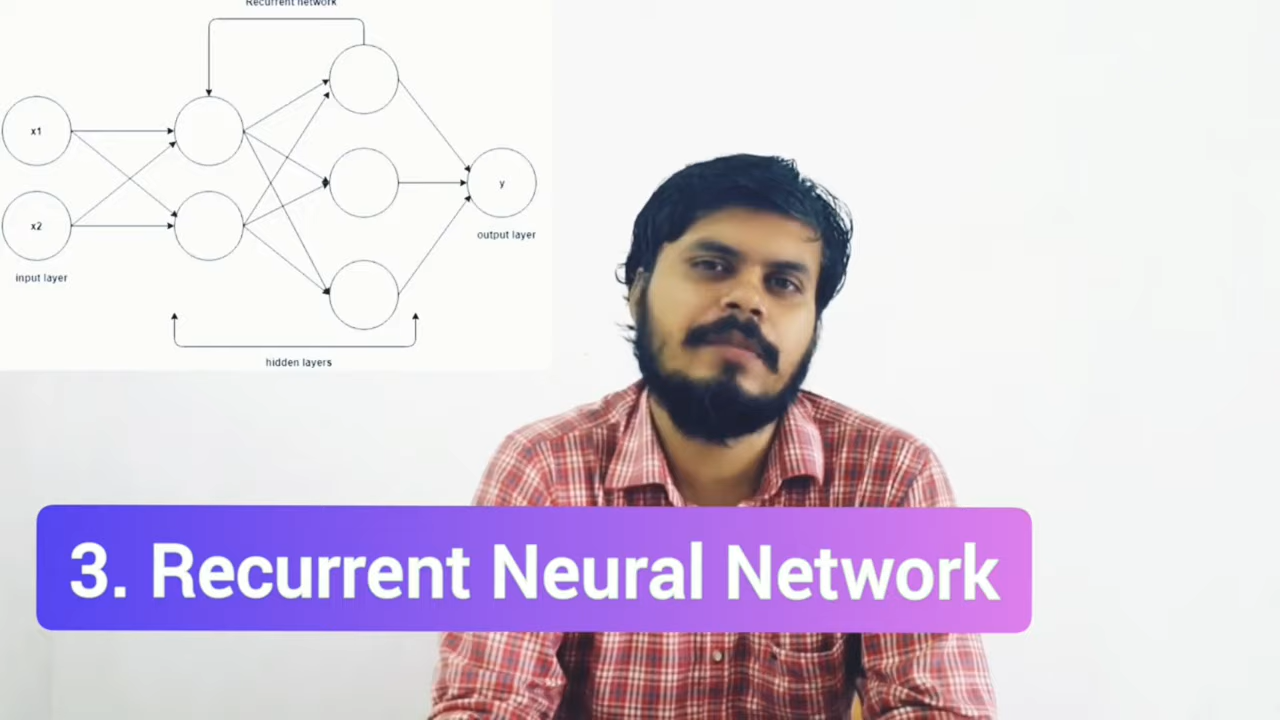 Recurrent network
x1
x2
y
output layer
input layer
hidden layers
3. Recurrent Neural Network